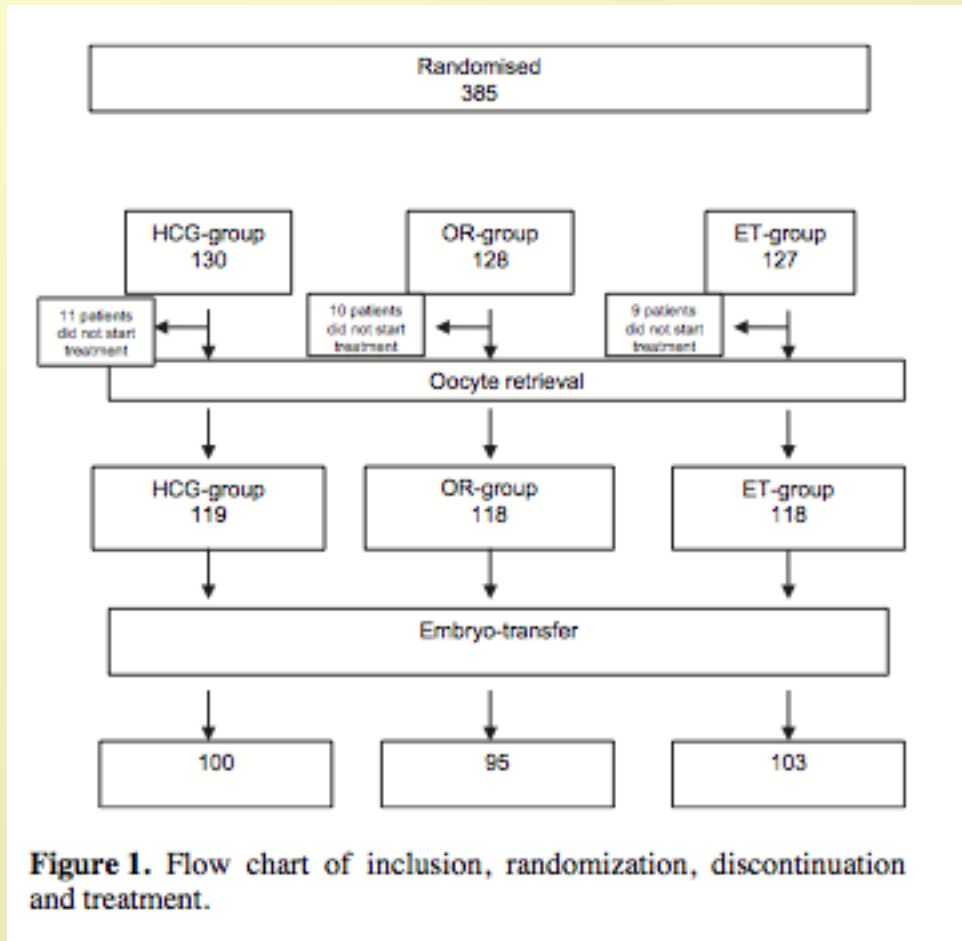 Randomised
385
HCG-group
130
OR-group
128
ET-group
127
11 patients
did not start
treatment
10 patients
did not start
treatment
9 patients
did not start
treatment
Oocyte retrieval
HCG-group
119
OR-group
118
ET-group
118
Embryo-transfer
100
95
103
Figure 1. Flow chart of inclusion, randomization, discontinuation
and treatment.